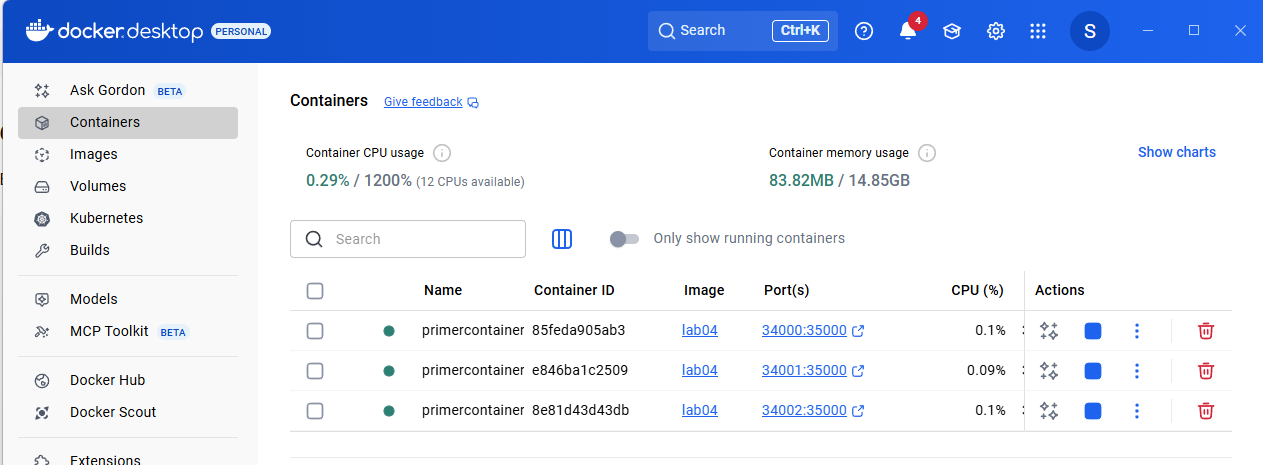 docker.desktop PERSONAL Search Ctrl+K 4 S
Ask Gordon BETA
Containers
Images
Volumes
Kubernetes
Builds
Models
MCP Toolkit BETA
Docker Hub
Docker Scout
Extensions
Containers Give feedback
Container CPU usage
0.29% / 1200% (12 CPUs available)
Container memory usage
83.82MB / 14.85GB
Show charts
Search
Only show running containers
Name Container ID Image Port(s) CPU (%) Actions
primercontainer 85feda905ab3 lab04 34000:35000 0.1%
primercontainer e846ba1c2509 lab04 34001:35000 0.09%
primercontainer 8e81d43d43db lab04 34002:35000 0.1%